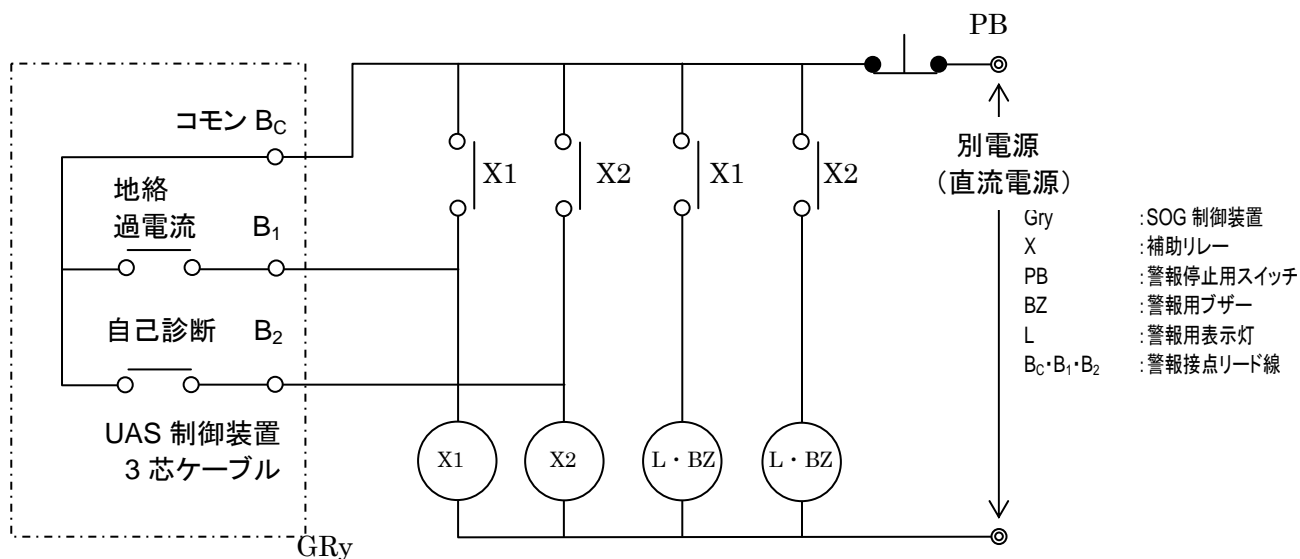 PB
コモン BC
別電源
（直流電源）
地絡
過電流 B1
X1
X2
X1
X2
自己診断 B2
UAS 制御装置
3 芯ケーブル
X1
X2
L・BZ
L・BZ
GRy
Gry :SOG 制御装置
X :補助リレー
PB :警報停止用スイッチ
BZ :警報用ブザー
L :警報用表示灯
BC・B1・B2 :警報接点リード線